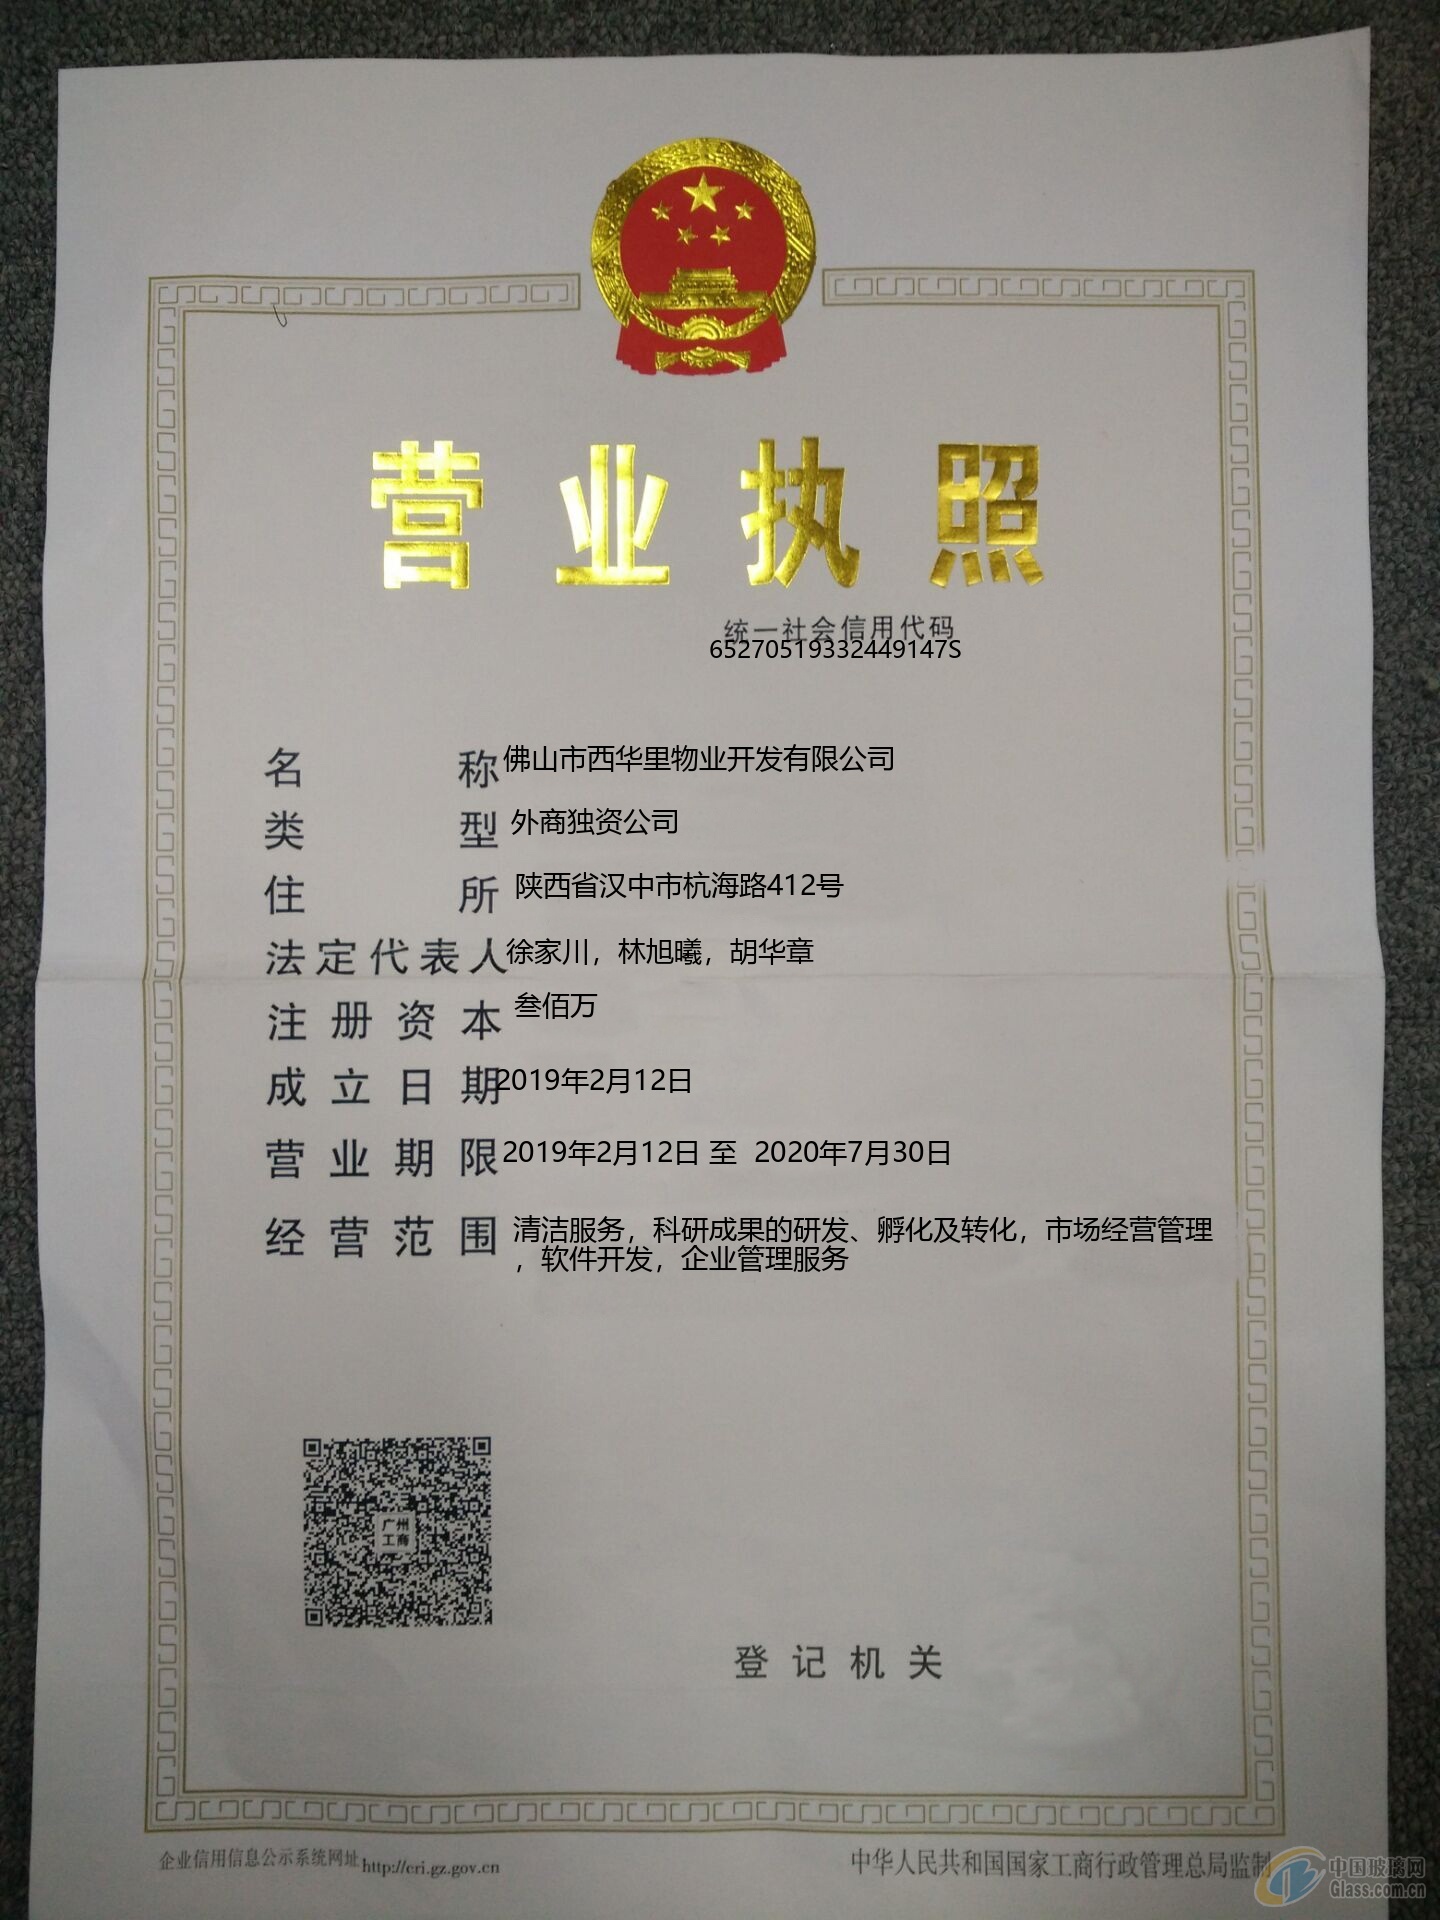 营业执照
统一社会信用代码
65270519332449147S
名称 佛山市西华里物业开发有限公司
类型 外商独资公司
住所 陕西省汉中市杭海路412号
法定代表人 徐家川，林旭曦，胡华章
注册资本 叁佰万
成立日期 2019年2月12日
营业期限 2019年2月12日 至 2020年7月30日
经营范围 清洁服务，科研成果的研发、孵化及转化，市场经营管理
，软件开发，企业管理服务
广州
工商
登记机关
企业信用信息公示系统网址 http://cri.gz.gov.cn
中华人民共和国国家工商行政管理总局监制
中国玻璃网
Glass.com.cn